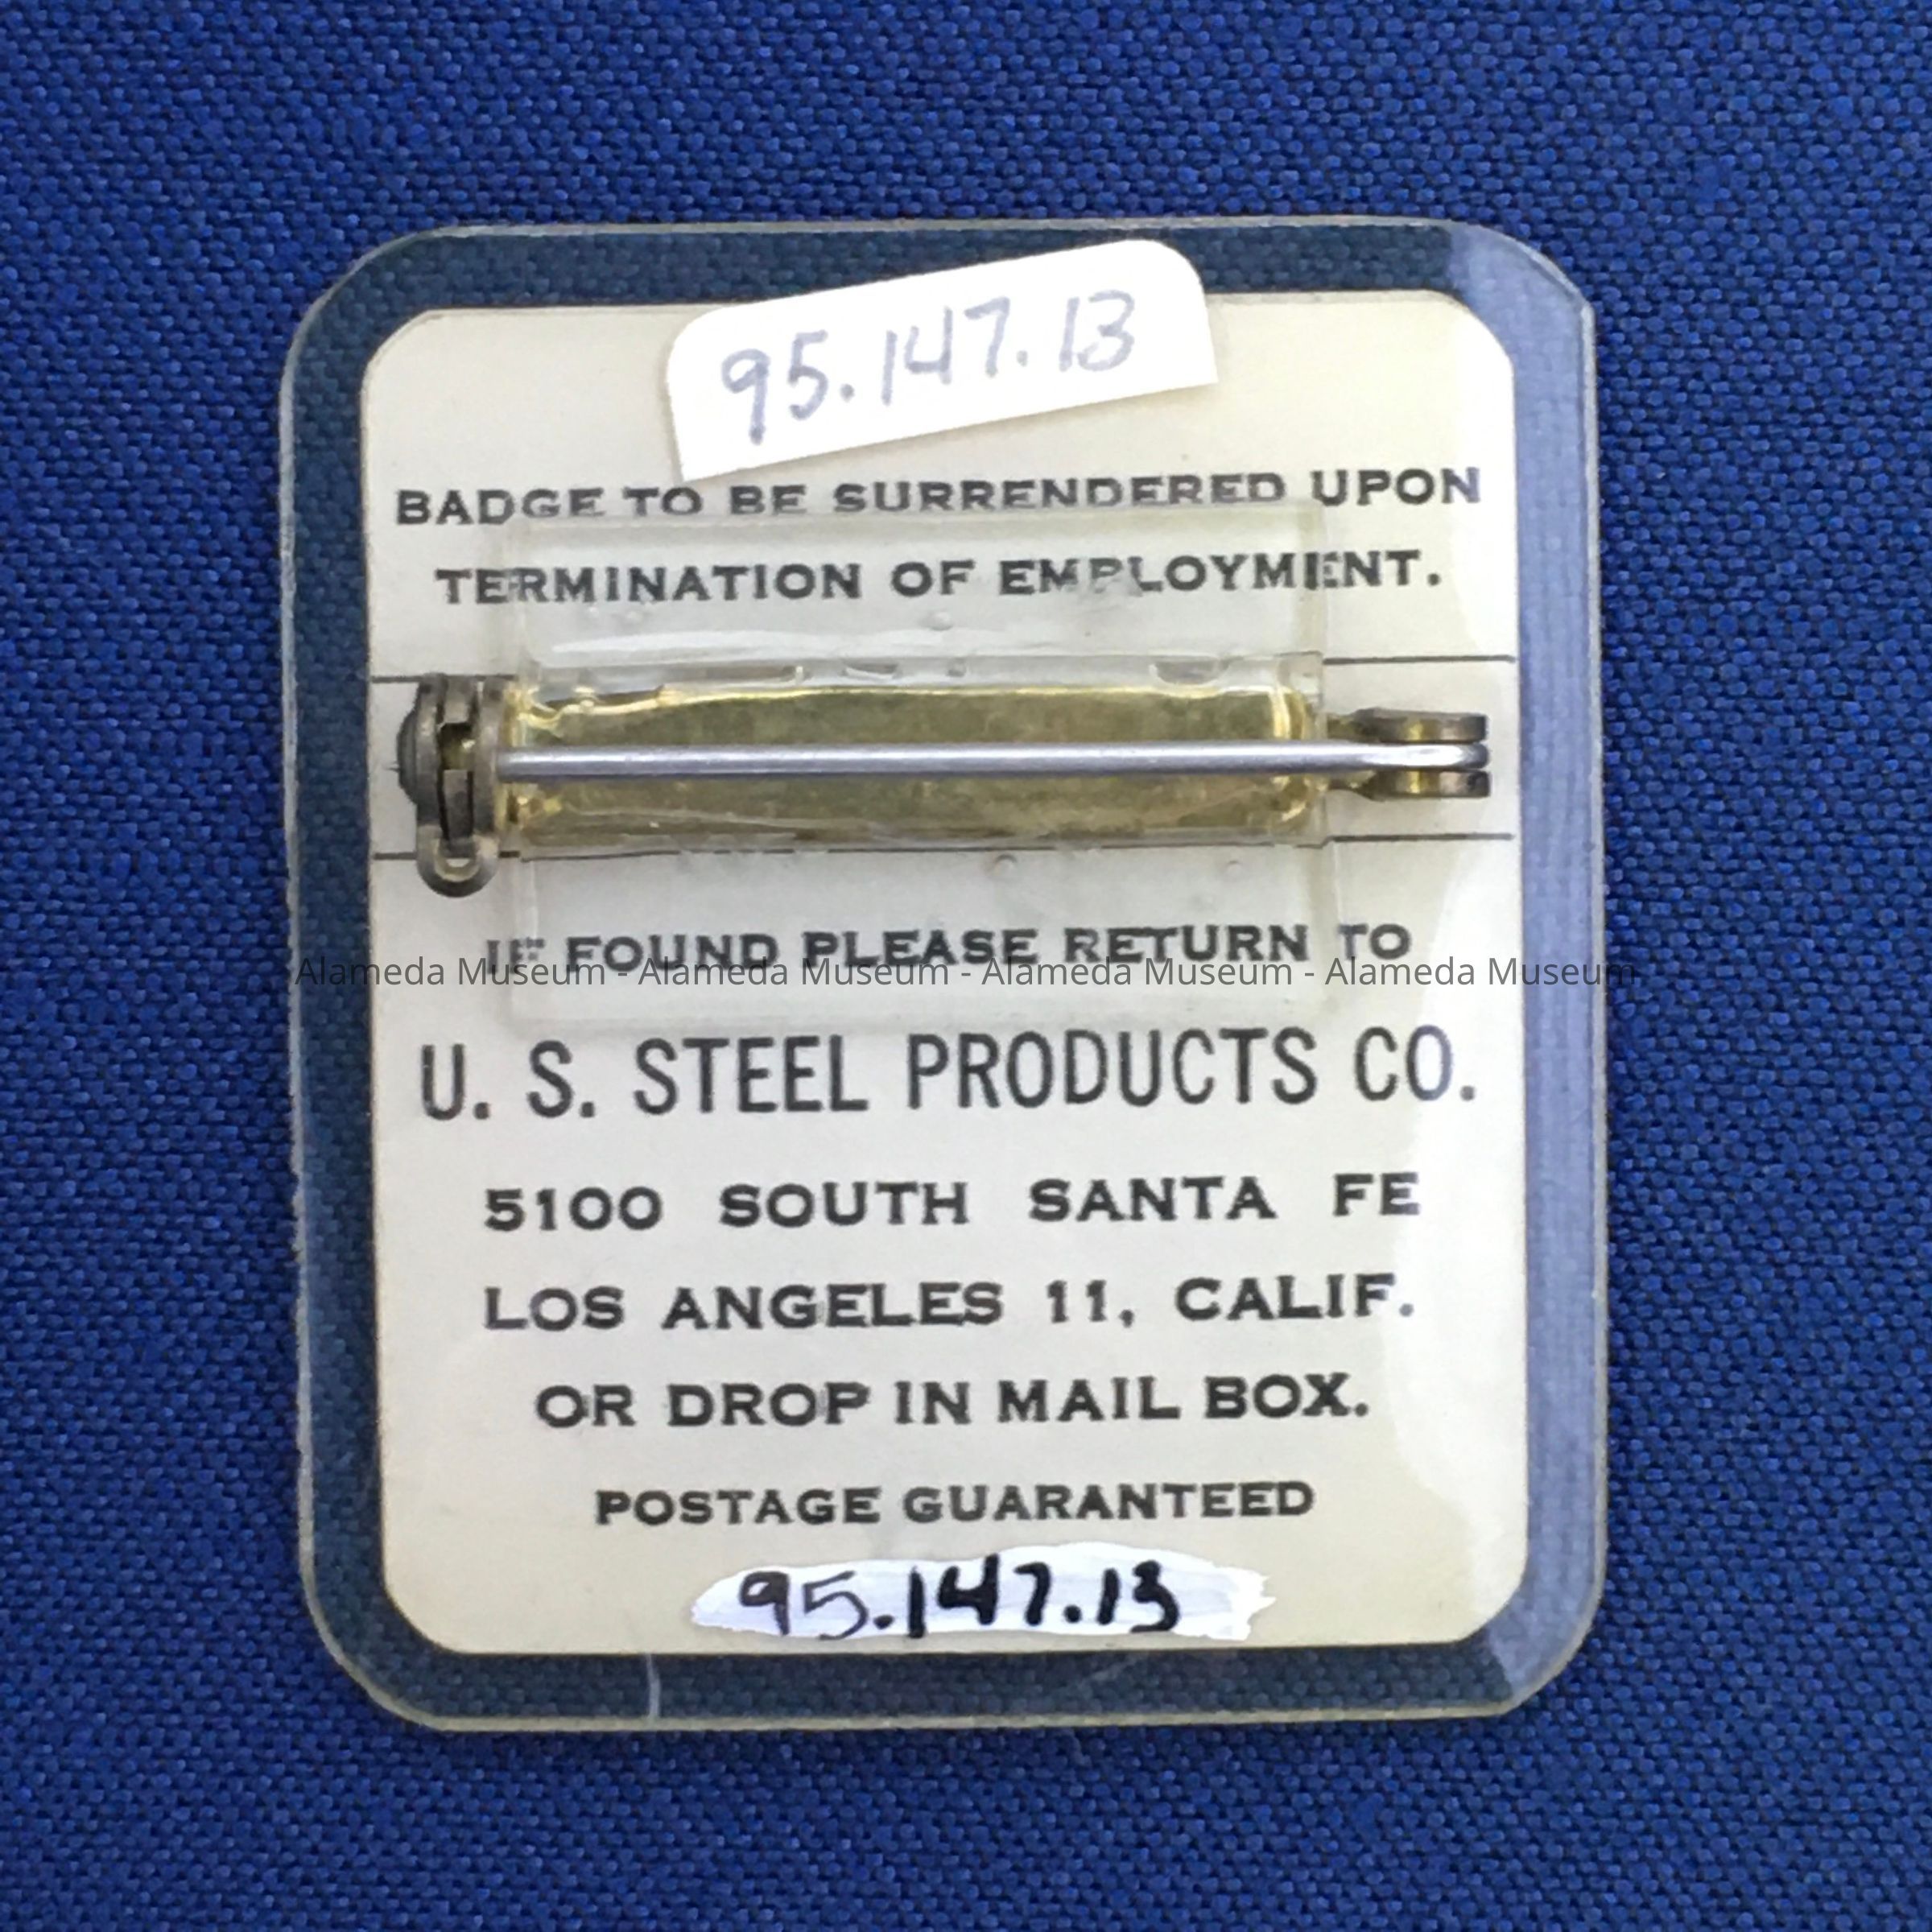 95.147.13
BADGE TO BE SURRENDERED UPON
TERMINATION OF EMPLOYMENT.
IF FOUND PLEASE RETURN TO
Alameda Museum - Alameda Museum - Alameda Museum - Alameda Museum
U. S. STEEL PRODUCTS CO.
5100 SOUTH SANTA FE
LOS ANGELES 11, CALIF.
OR DROP IN MAIL BOX.
POSTAGE GUARANTEED
95.147.13